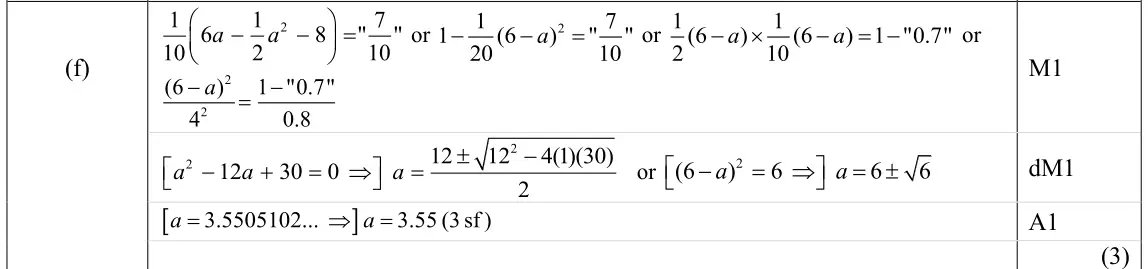 (f)
1/10 (6a − 1/2 a² − 8) = "7/10" or 1 − 1/20 (6 − a)² = "7/10" or 1/2 (6 − a) × 1/10 (6 − a) = 1 − "0.7" or
(6 − a)²/4² = (1 − "0.7")/0.8
M1
[a² − 12a + 30 = 0 ⇒] a = (12 ± √(12² − 4(1)(30)))/2 or [(6 − a)² = 6 ⇒] a = 6 ± √6
dM1
[a = 3.5505102... ⇒] a = 3.55 (3 sf)
A1
(3)